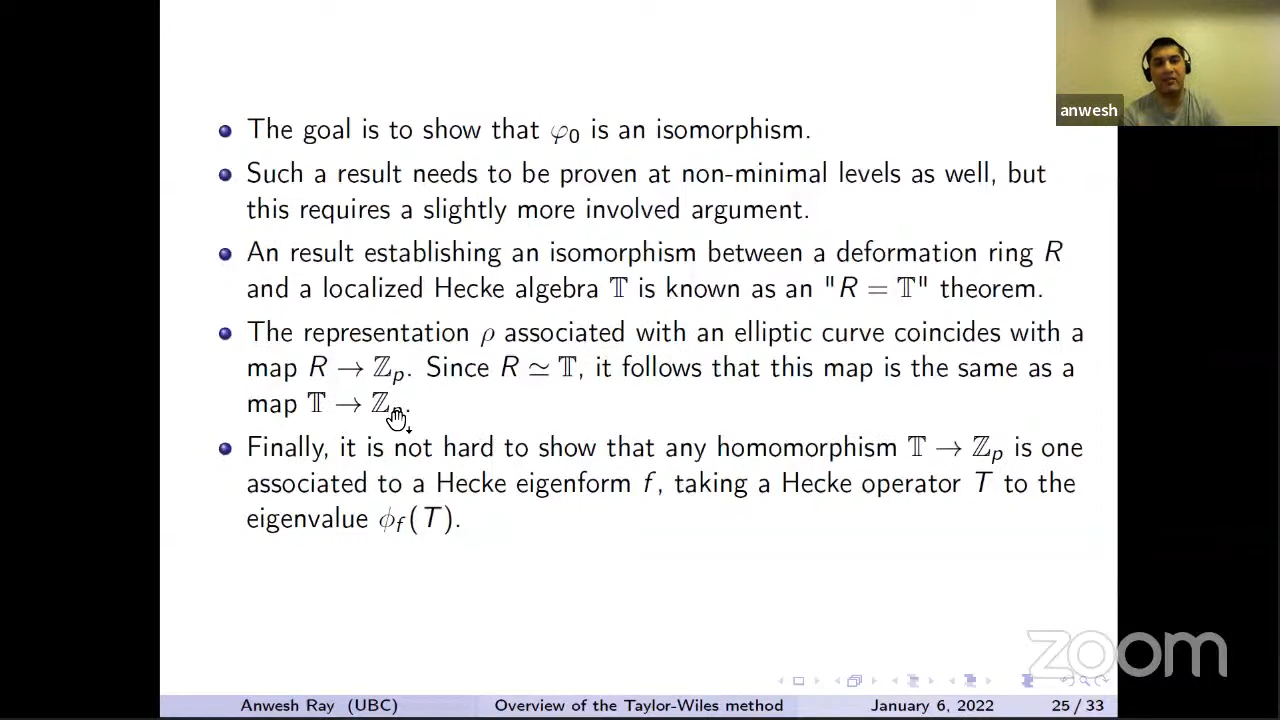 anwesh
The goal is to show that φ₀ is an isomorphism.
Such a result needs to be proven at non-minimal levels as well, but
this requires a slightly more involved argument.
An result establishing an isomorphism between a deformation ring R
and a localized Hecke algebra 𝕋 is known as an "R = 𝕋" theorem.
The representation ρ associated with an elliptic curve coincides with a
map R → ℤₚ. Since R ≃ 𝕋, it follows that this map is the same as a
map 𝕋 → ℤₚ.
Finally, it is not hard to show that any homomorphism 𝕋 → ℤₚ is one
associated to a Hecke eigenform f, taking a Hecke operator T to the
eigenvalue ϕ_f(T).
zoom
Anwesh Ray (UBC) Overview of the Taylor-Wiles method January 6, 2022 25 / 33